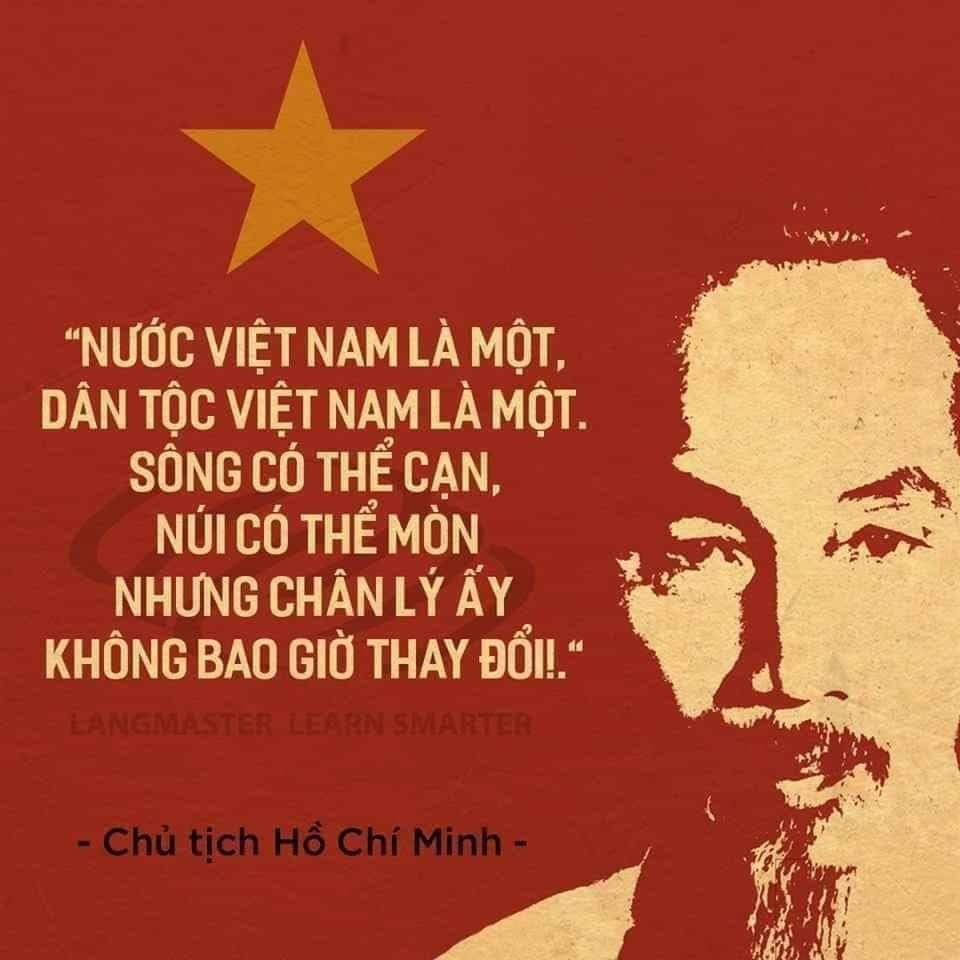 “NƯỚC VIỆT NAM LÀ MỘT,
DÂN TỘC VIỆT NAM LÀ MỘT.
SÔNG CÓ THỂ CẠN,
NÚI CÓ THỂ MÒN
NHƯNG CHÂN LÝ ẤY
KHÔNG BAO GIỜ THAY ĐỔI!.“
LANGMASTER LEARN SMARTER
- Chủ tịch Hồ Chí Minh -